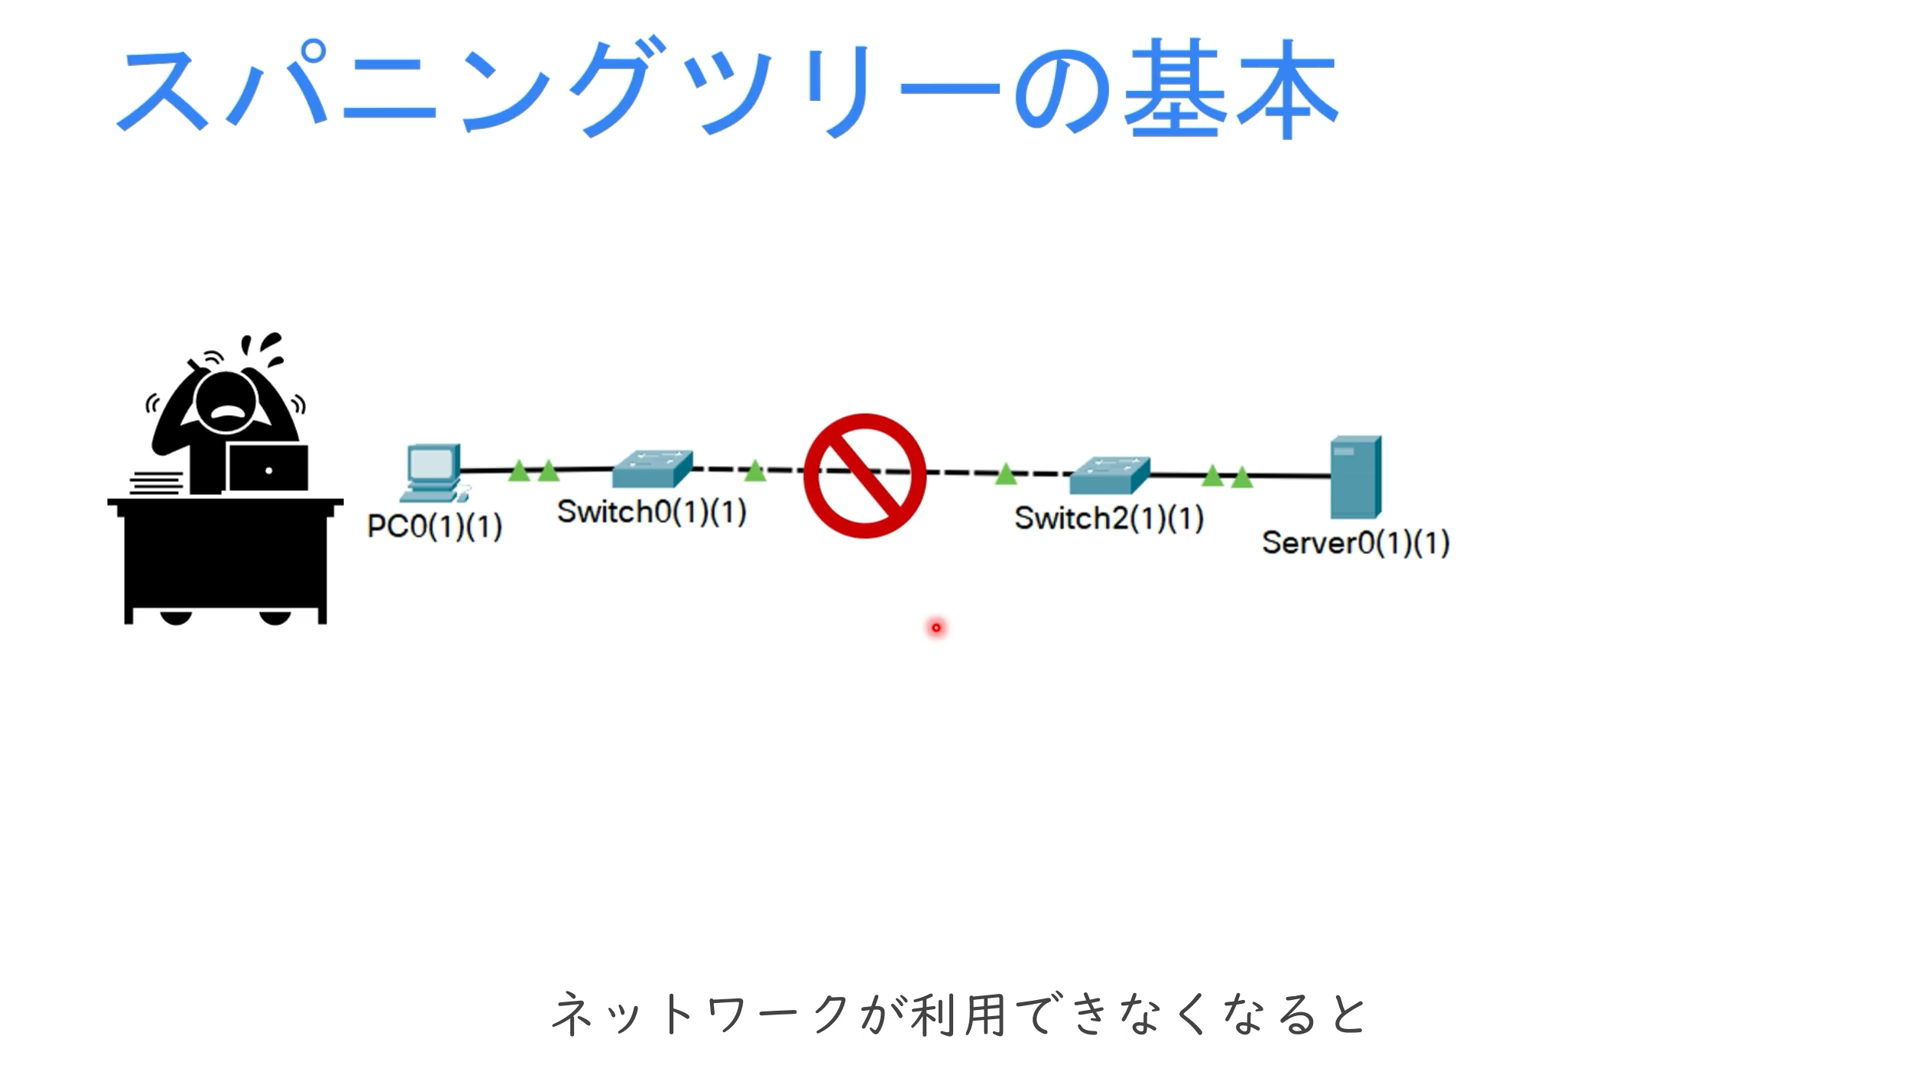 スパニングツリーの基本
PC0(1)(1)
Switch0(1)(1)
Switch2(1)(1)
Server0(1)(1)
ネットワークが利用できなくなると